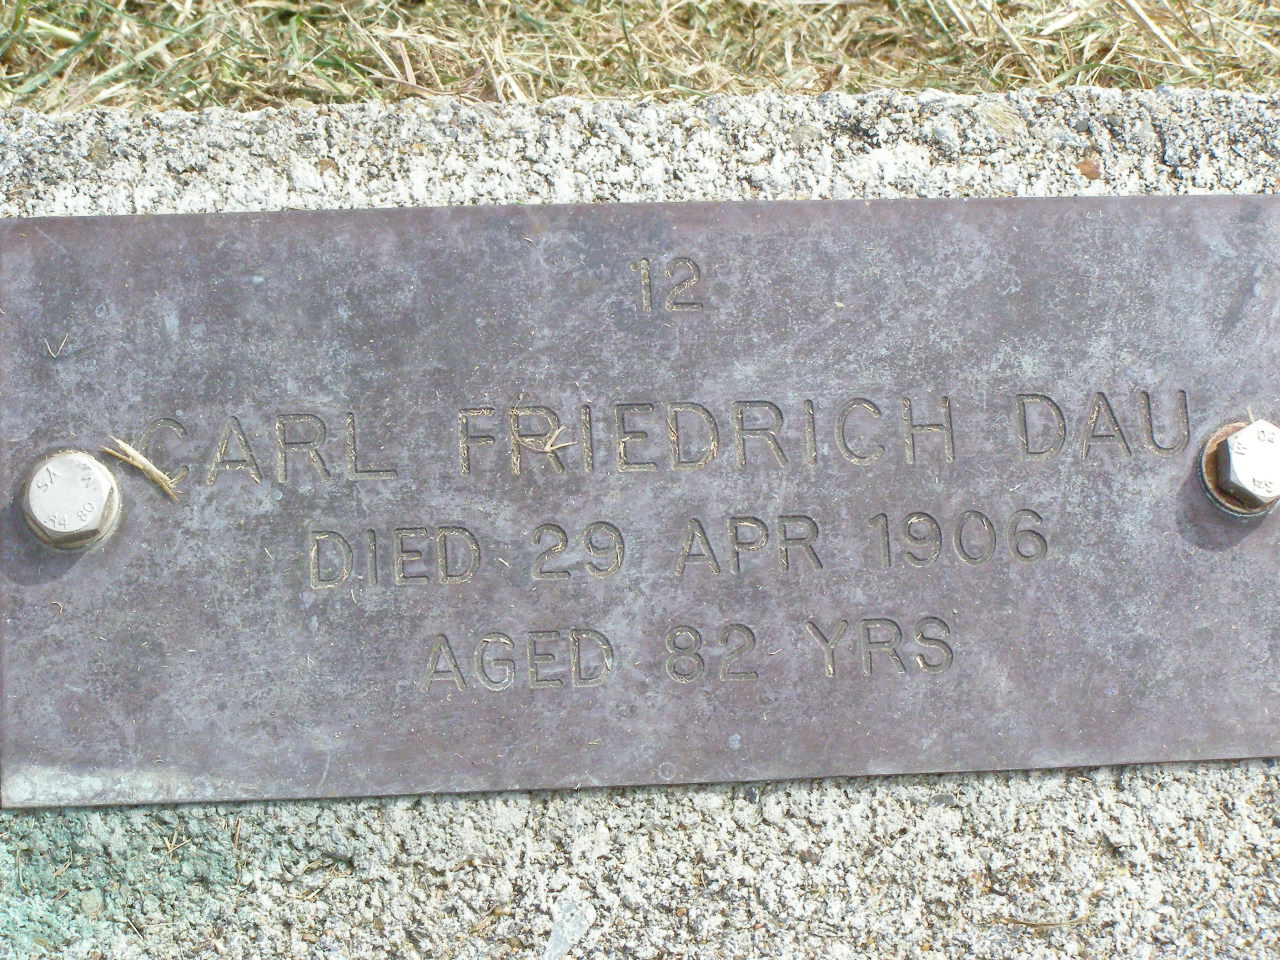 12
CARL FRIEDRICH DAU
DIED 29 APR 1906
AGED 82 YRS